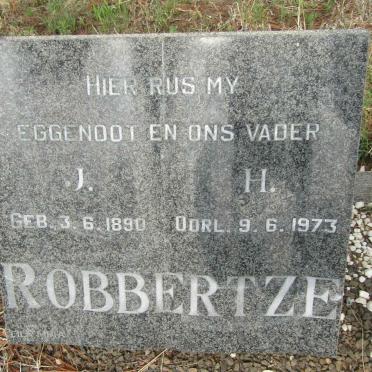 HIER RUS MY
EGGENOOT EN ONS VADER
J. H.
GEB. 3.6.1890 OORL. 9.6.1973
ROBBERTZE